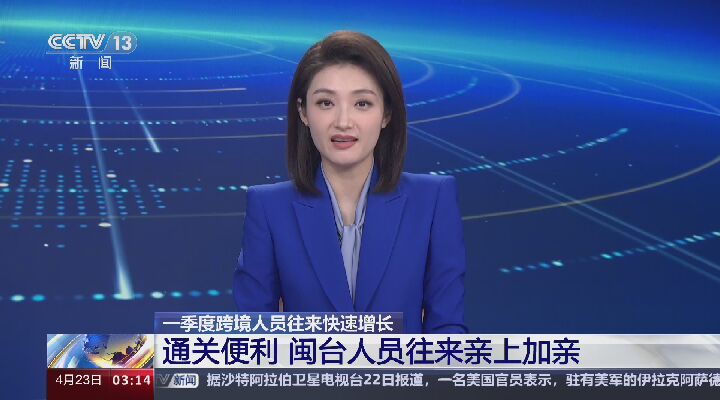 CCTV 13
新闻
一季度跨境人员往来快速增长
通关便利 闽台人员往来亲上加亲
4月23日 03:14 新闻 据沙特阿拉伯卫星电视台22日报道，一名美国官员表示，驻有美军的伊拉克阿萨德